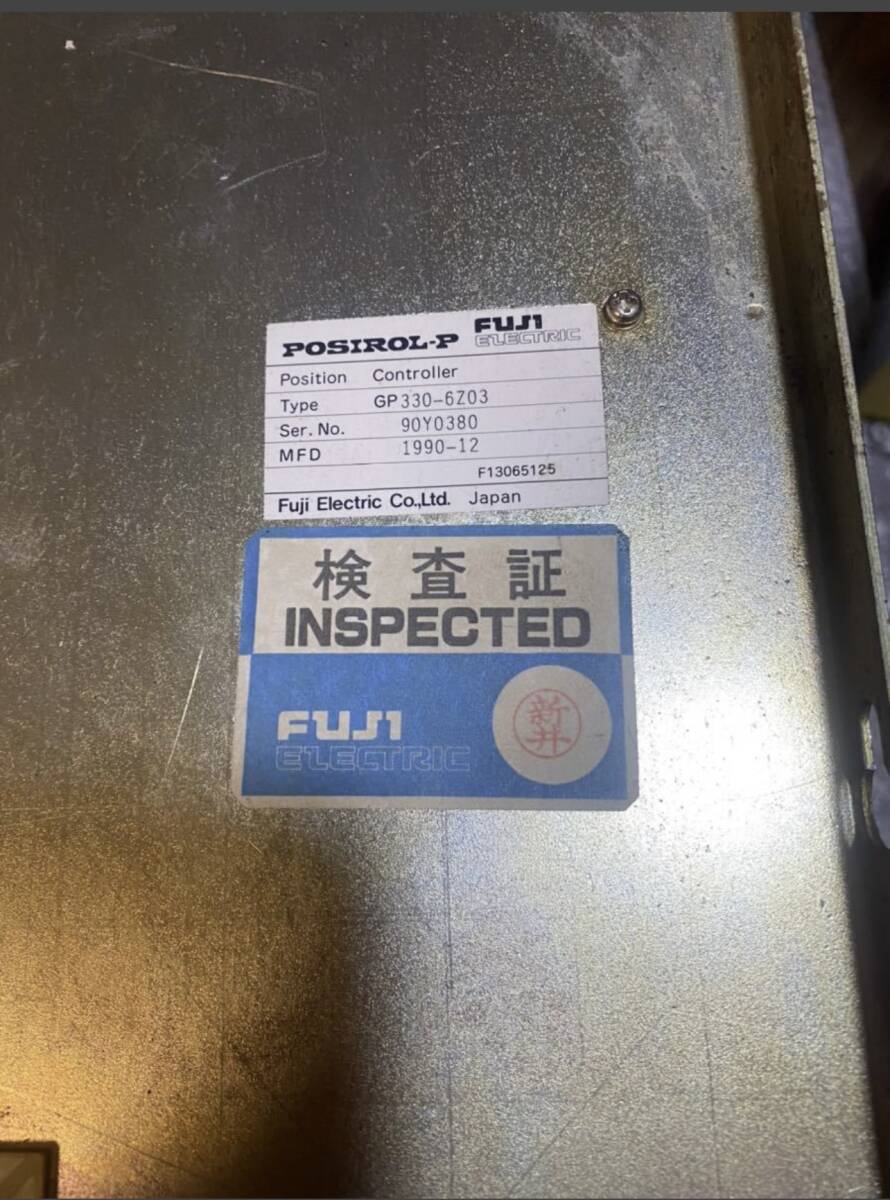 POSIROL-P FUJI ELECTRIC
Position Controller
Type GP330-6Z03
Ser. No. 90Y0380
MFD 1990-12
F13065125
Fuji Electric Co.,Ltd. Japan
検査証
INSPECTED
FUJI
ELECTRIC
新井